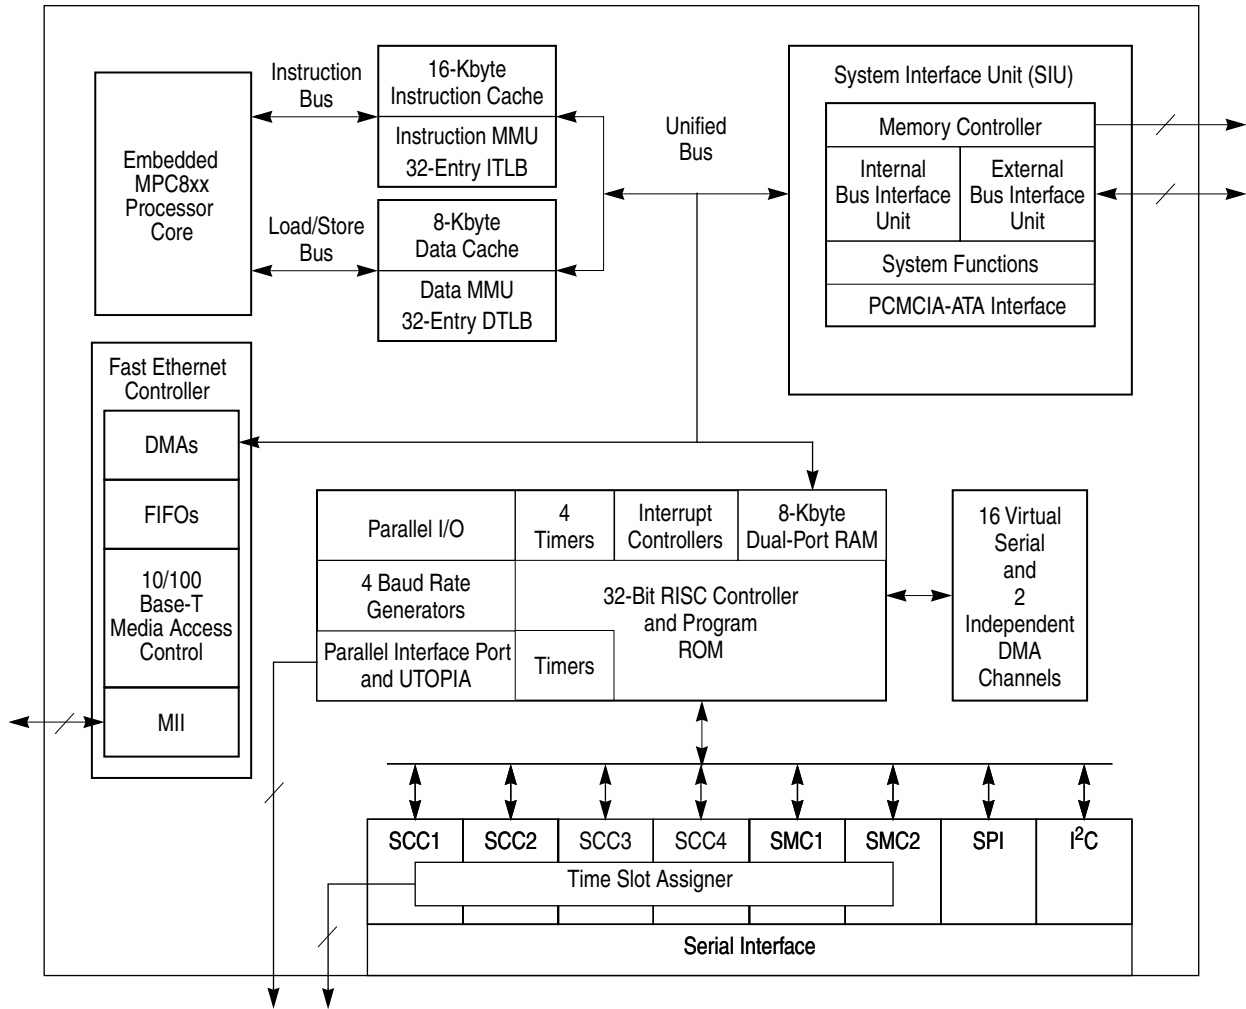 Instruction
Bus
16-Kbyte
Instruction Cache
Instruction MMU
32-Entry ITLB
Embedded
MPC8xx
Processor
Core
Load/Store
Bus
8-Kbyte
Data Cache
Data MMU
32-Entry DTLB
Unified
Bus
System Interface Unit (SIU)
Memory Controller
Internal
Bus Interface
Unit
External
Bus Interface
Unit
System Functions
PCMCIA-ATA Interface
Fast Ethernet
Controller
DMAs
FIFOs
10/100
Base-T
Media Access
Control
MII
Parallel I/O
4
Timers
Interrupt
Controllers
8-Kbyte
Dual-Port RAM
4 Baud Rate
Generators
32-Bit RISC Controller
and Program
ROM
Parallel Interface Port
and UTOPIA
Timers
16 Virtual
Serial
and
2
Independent
DMA
Channels
SCC1
SCC2
SCC3
SCC4
SMC1
SMC2
SPI
I²C
Time Slot Assigner
Serial Interface